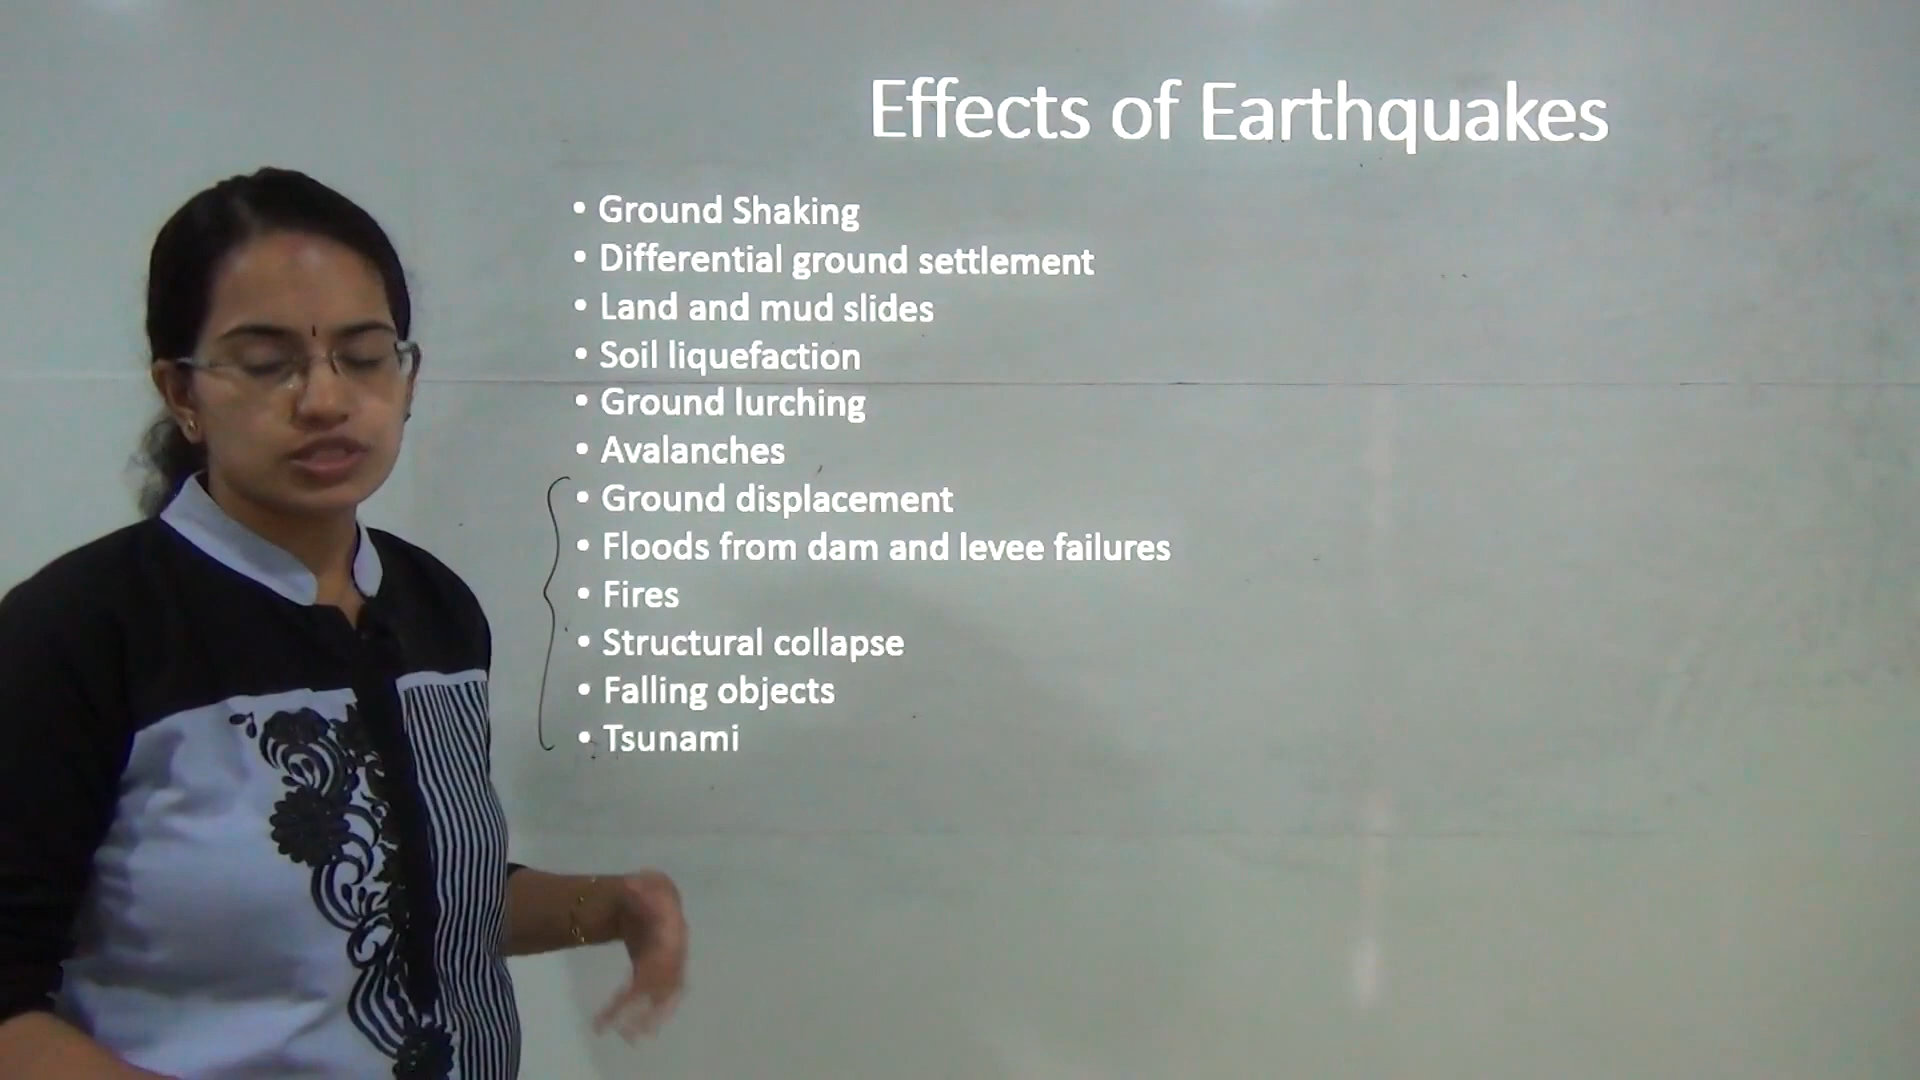 Effects of Earthquakes
• Ground Shaking
• Differential ground settlement
• Land and mud slides
• Soil liquefaction
• Ground lurching
• Avalanches
• Ground displacement
• Floods from dam and levee failures
• Fires
• Structural collapse
• Falling objects
• Tsunami